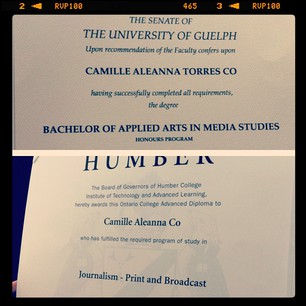 2 ◄ RVP100 465 3 ◄ RVP100
THE SENATE OF
THE UNIVERSITY OF GUELPH
Upon recommendation of the Faculty confers upon
CAMILLE ALEANNA TORRES CO
having successfully completed all requirements,
the degree
BACHELOR OF APPLIED ARTS IN MEDIA STUDIES
HONOURS PROGRAM
HUMBER
The Board of Governors of Humber College
Institute of Technology and Advanced Learning,
hereby awards this Ontario College Advanced Diploma to
Camille Aleanna Co
who has fulfilled the required program of study in
Journalism - Print and Broadcast